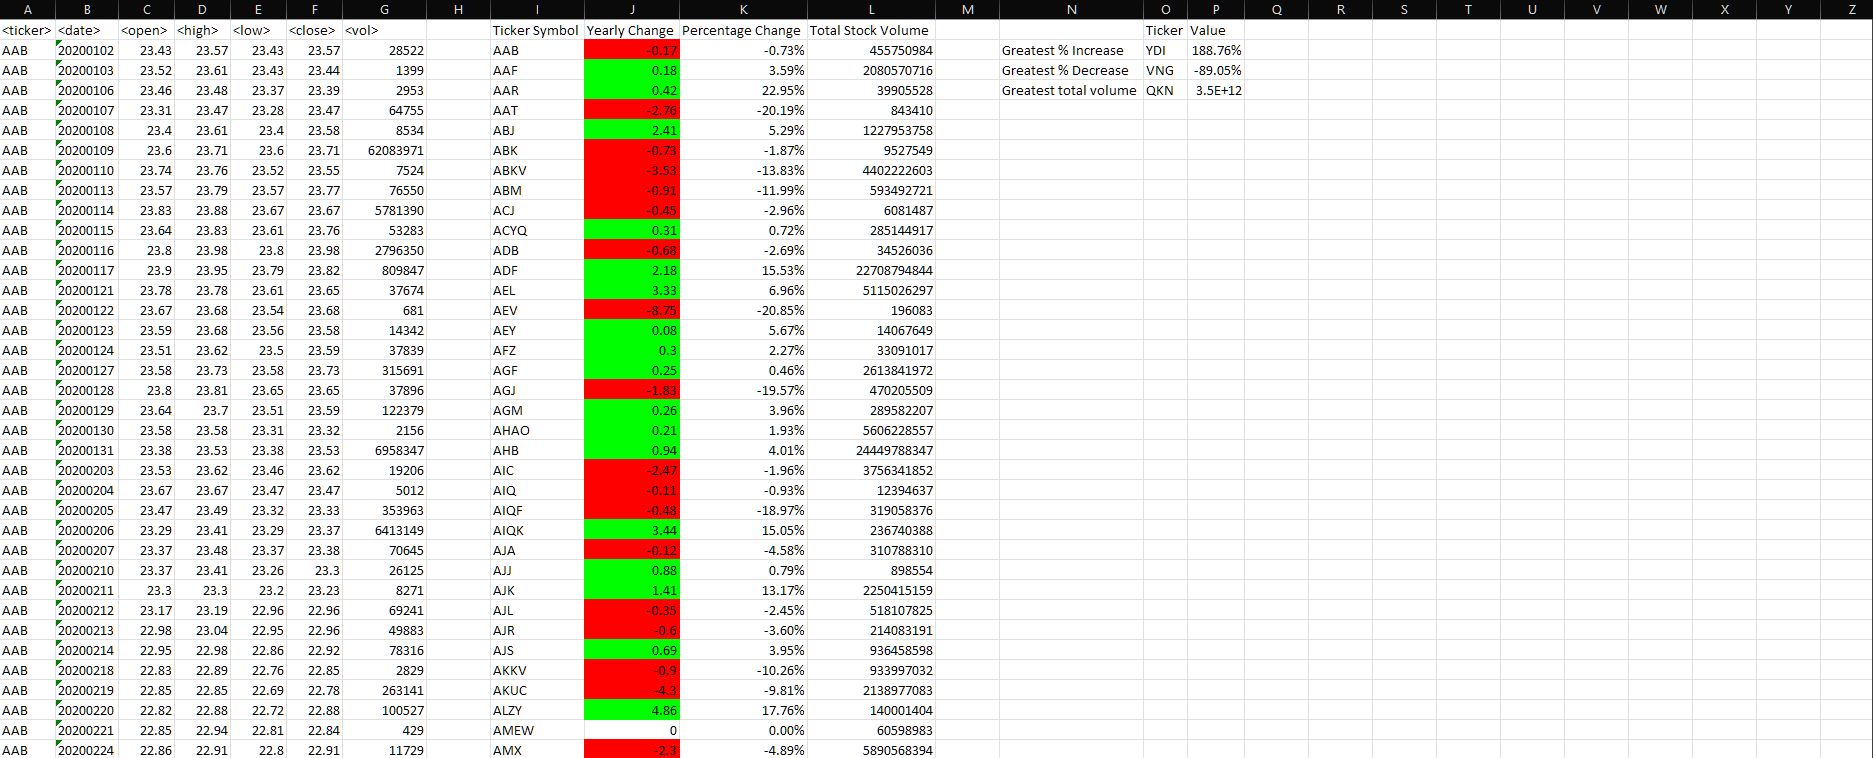 A B C D E F G H I J K L M N O P Q R S T U V W X Y Z
<ticker> <date> <open> <high> <low> <close> <vol> Ticker Symbol Yearly Change Percentage Change Total Stock Volume Ticker Value
AAB 20200102 23.43 23.57 23.43 23.57 28522 AAB -0.17 -0.73% 455750984 Greatest % Increase YDI 188.76%
AAB 20200103 23.52 23.61 23.43 23.44 1399 AAF 0.18 3.59% 2080570716 Greatest % Decrease VNG -89.05%
AAB 20200106 23.46 23.48 23.37 23.39 2953 AAR 0.42 22.95% 39905528 Greatest total volume QKN 3.5E+12
AAB 20200107 23.31 23.47 23.28 23.47 64755 AAT -2.76 -20.19% 843410
AAB 20200108 23.4 23.61 23.4 23.58 8534 ABJ 2.41 5.29% 1227953758
AAB 20200109 23.6 23.71 23.6 23.71 62083971 ABK -0.73 -1.87% 9527549
AAB 20200110 23.74 23.76 23.52 23.55 7524 ABKV -3.53 -13.83% 4402222603
AAB 20200113 23.57 23.79 23.57 23.77 76550 ABM -0.91 -11.99% 593492721
AAB 20200114 23.83 23.88 23.67 23.67 5781390 ACJ -0.45 -2.96% 6081487
AAB 20200115 23.64 23.83 23.61 23.76 53283 ACYQ 0.31 0.72% 285144917
AAB 20200116 23.8 23.98 23.8 23.98 2796350 ADB -0.68 -2.69% 34526036
AAB 20200117 23.9 23.95 23.79 23.82 809847 ADF 2.18 15.53% 22708794844
AAB 20200121 23.78 23.78 23.61 23.65 37674 AEL 3.33 6.96% 5115026297
AAB 20200122 23.67 23.68 23.54 23.68 681 AEV -8.75 -20.85% 196083
AAB 20200123 23.59 23.68 23.56 23.58 14342 AEY 0.08 5.67% 14067649
AAB 20200124 23.51 23.62 23.5 23.59 37839 AFZ 0.3 2.27% 33091017
AAB 20200127 23.58 23.73 23.58 23.73 315691 AGF 0.25 0.46% 2613841972
AAB 20200128 23.8 23.81 23.65 23.65 37896 AGJ -1.83 -19.57% 470205509
AAB 20200129 23.64 23.7 23.51 23.59 122379 AGM 0.26 3.96% 289582207
AAB 20200130 23.58 23.58 23.31 23.32 2156 AHAO 0.21 1.93% 5606228557
AAB 20200131 23.38 23.53 23.38 23.53 6958347 AHB 0.94 4.01% 24449788347
AAB 20200203 23.53 23.62 23.46 23.62 19206 AIC -2.47 -1.96% 3756341852
AAB 20200204 23.67 23.67 23.47 23.47 5012 AIQ -0.11 -0.93% 12394637
AAB 20200205 23.47 23.49 23.32 23.33 353963 AIQF -0.48 -18.97% 319058376
AAB 20200206 23.29 23.41 23.29 23.37 6413149 AIQK 3.44 15.05% 236740388
AAB 20200207 23.37 23.48 23.37 23.38 70645 AJA -0.12 -4.58% 310788310
AAB 20200210 23.37 23.41 23.26 23.3 26125 AJJ 0.88 0.79% 898554
AAB 20200211 23.3 23.3 23.2 23.23 8271 AJK 1.41 13.17% 2250415159
AAB 20200212 23.17 23.19 22.96 22.96 69241 AJL -0.35 -2.45% 518107825
AAB 20200213 22.98 23.04 22.95 22.96 49883 AJR -0.6 -3.60% 214083191
AAB 20200214 22.95 22.98 22.86 22.92 78316 AJS 0.69 3.95% 936458598
AAB 20200218 22.83 22.89 22.76 22.85 2829 AKKV -0.9 -10.26% 933997032
AAB 20200219 22.85 22.85 22.69 22.78 263141 AKUC -4.3 -9.81% 2138977083
AAB 20200220 22.82 22.88 22.72 22.88 100527 ALZY 4.86 17.76% 140001404
AAB 20200221 22.85 22.94 22.81 22.84 429 AMEW 0 0.00% 60598983
AAB 20200224 22.86 22.91 22.8 22.91 11729 AMX -2.3 -4.89% 5890568394